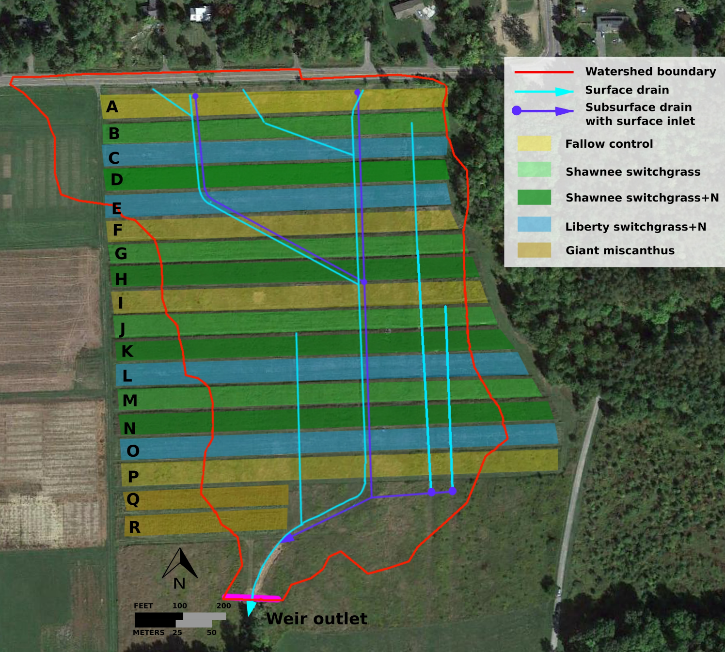 Watershed boundary
Surface drain
Subsurface drain
with surface inlet
Fallow control
Shawnee switchgrass
Shawnee switchgrass+N
Liberty switchgrass+N
Giant miscanthus
A
B
C
D
E
F
G
H
I
J
K
L
M
N
O
P
Q
R
N
FEET 100 200
METERS 25 50
Weir outlet